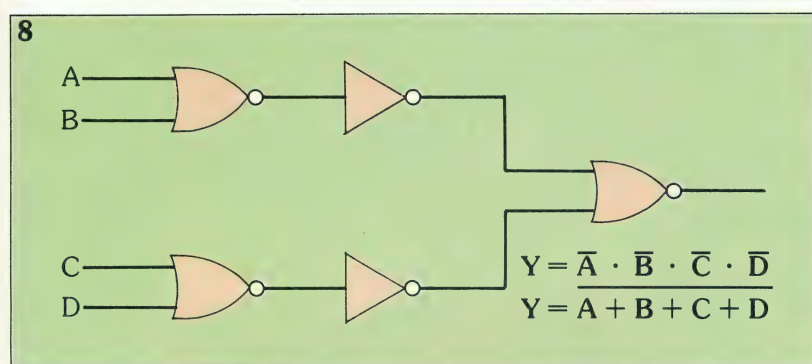 8
A
B
C
D
Y = A̅ · B̅ · C̅ · D̅
Y = A̅ ̅+̅ ̅B̅ ̅+̅ ̅C̅ ̅+̅ ̅D̅